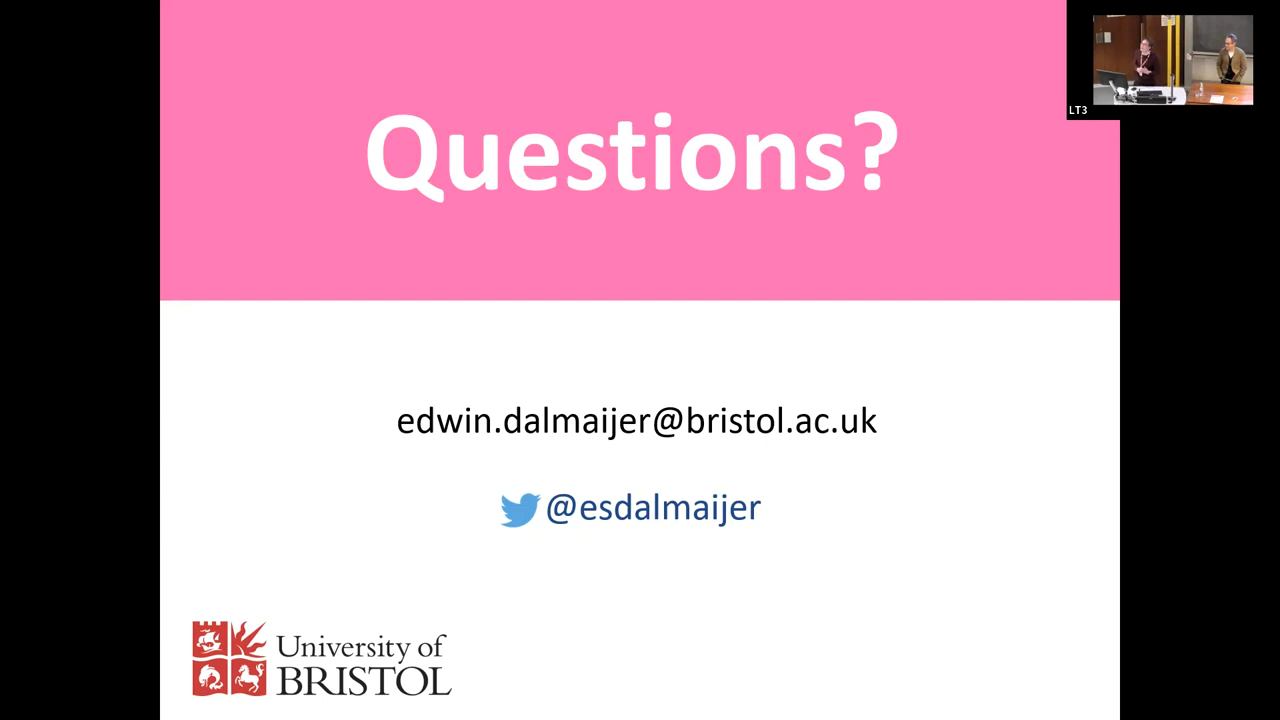 LT3
Questions?
edwin.dalmaijer@bristol.ac.uk
@esdalmaijer
University of
BRISTOL